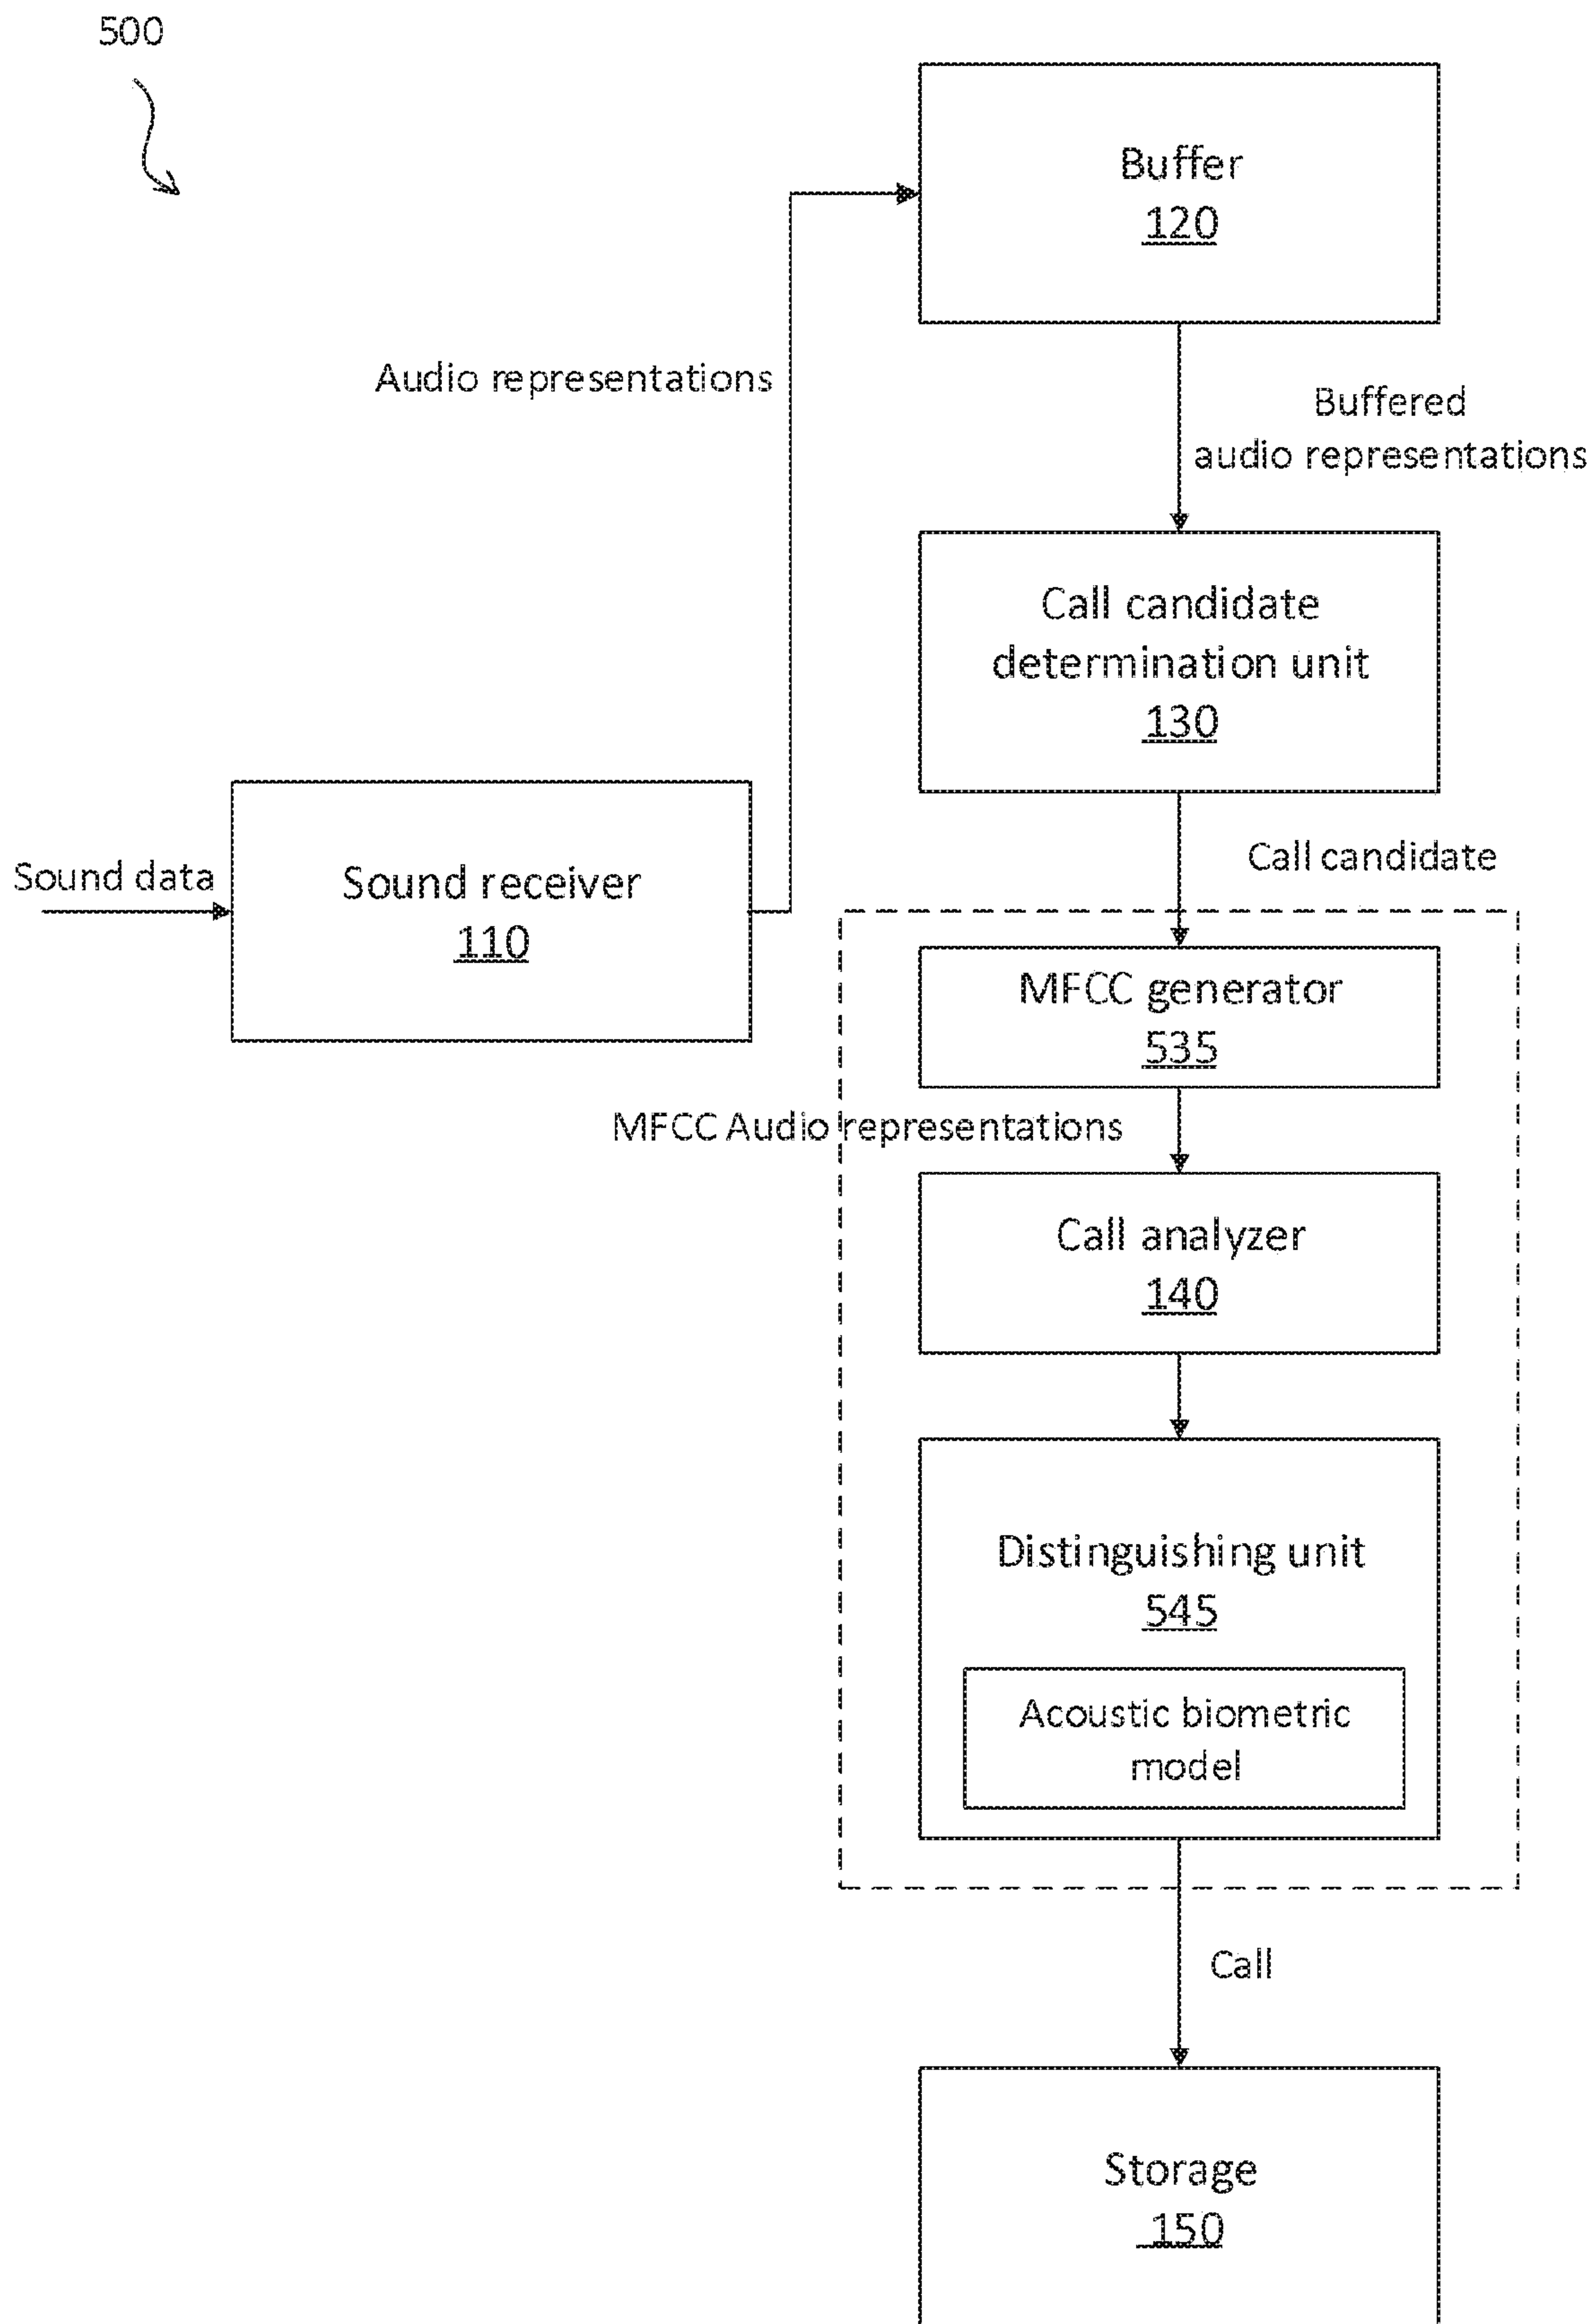 500
Buffer
120
Audio representations
Buffered
audio representations
Call candidate
determination unit
130
Sound data
Sound receiver
110
Call candidate
MFCC generator
535
MFCC Audio representations
Call analyzer
140
Distinguishing unit
545
Acoustic biometric
model
Call
Storage
150